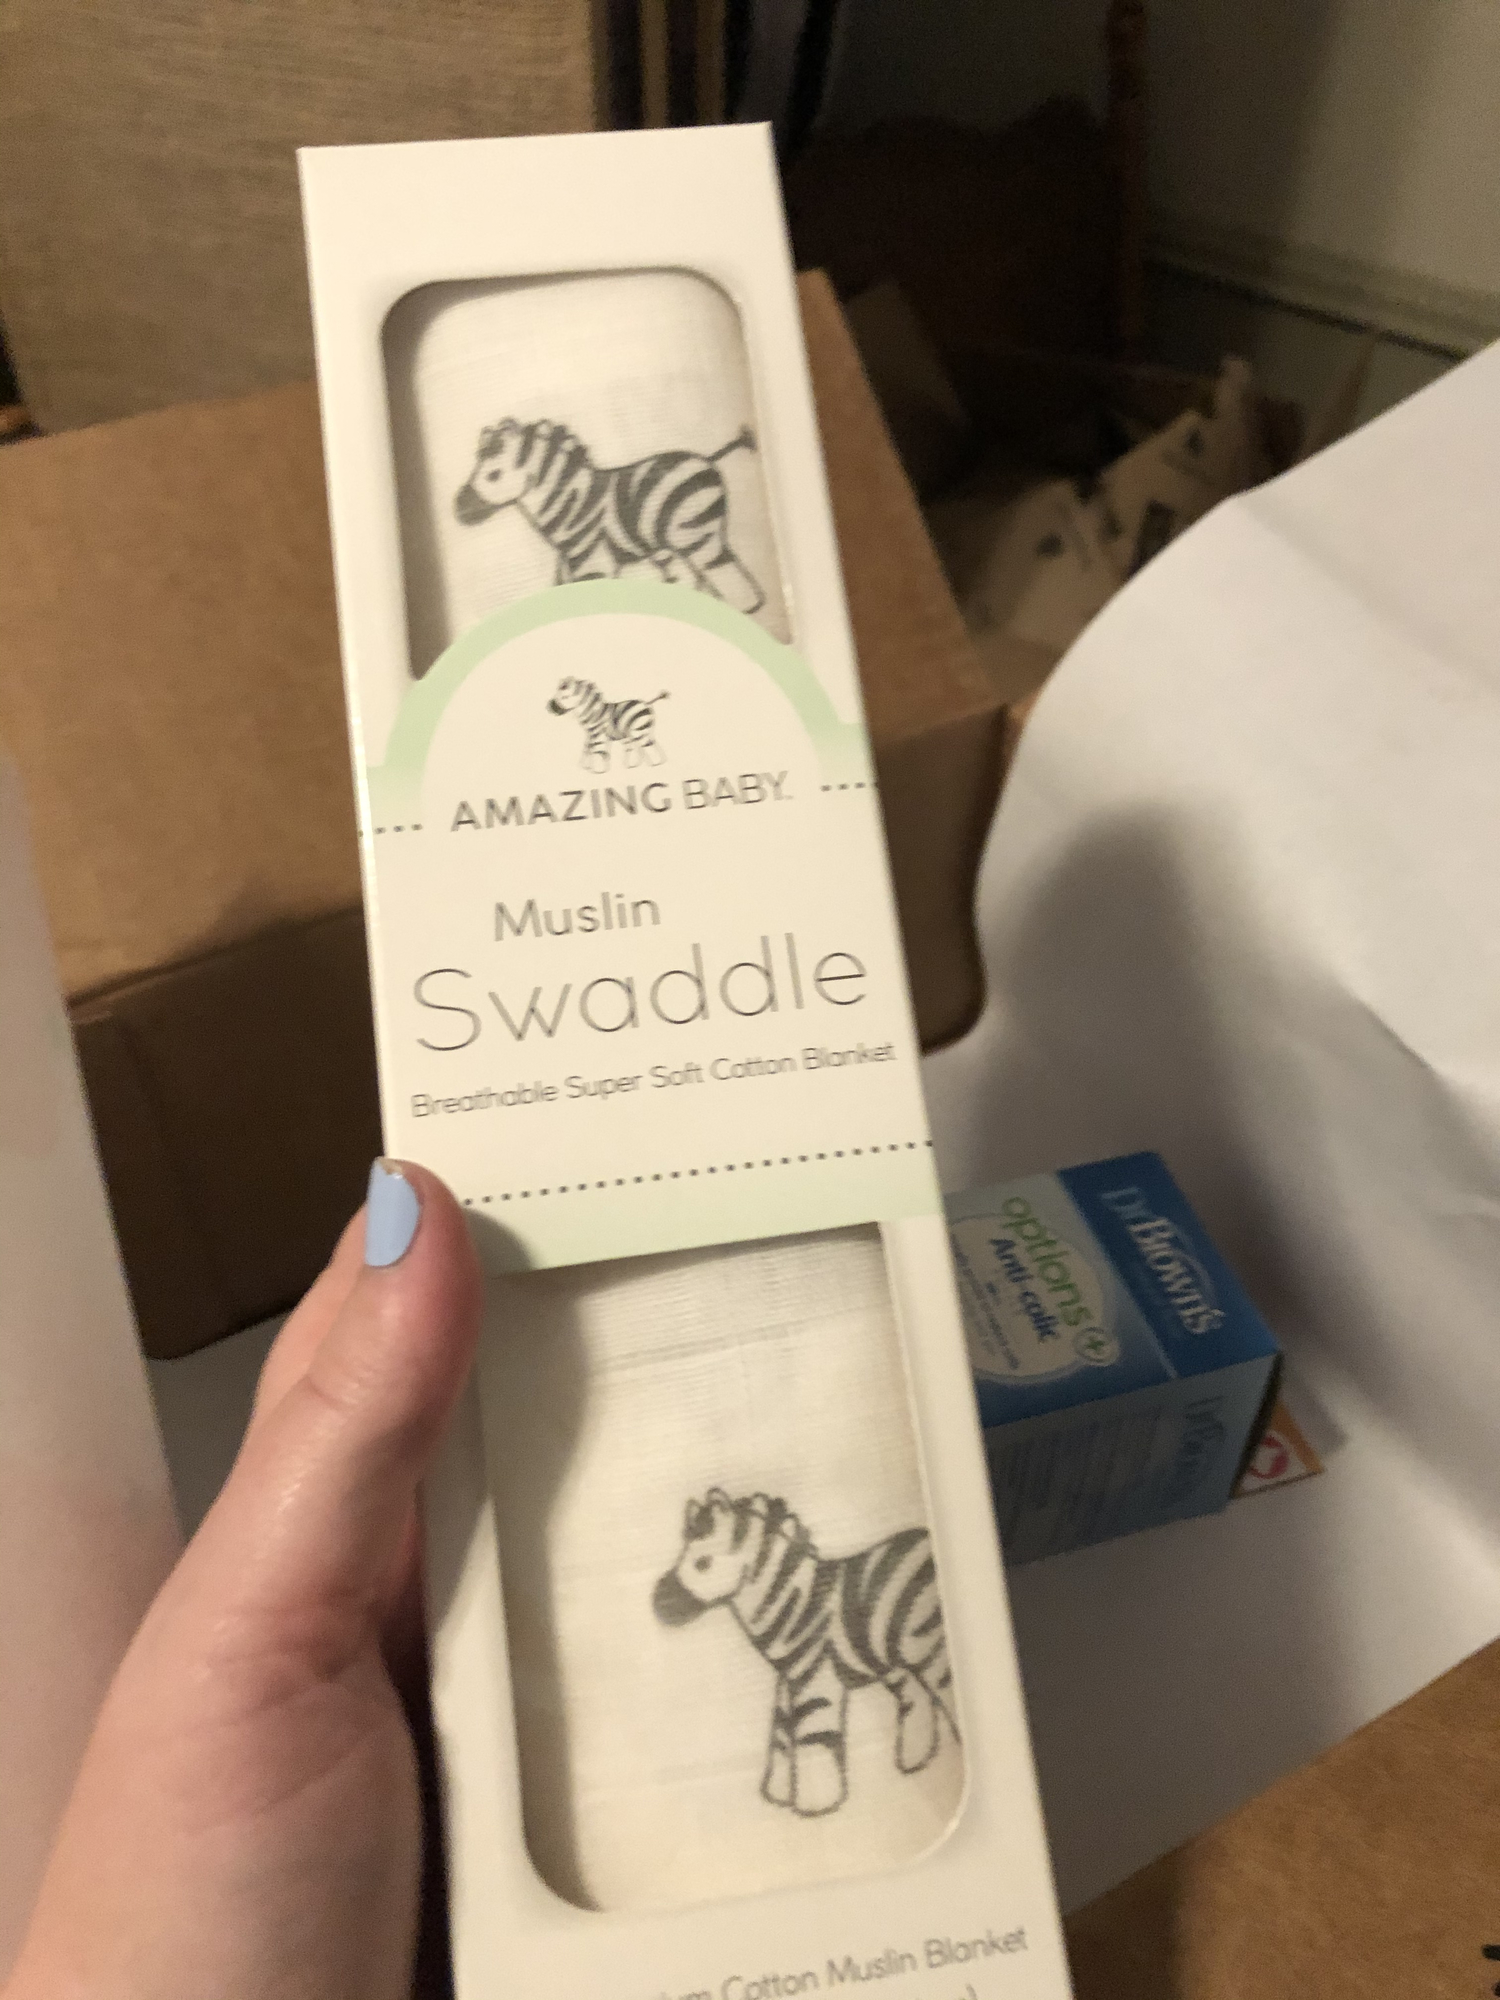 AMAZING BABY.
Muslin
Swaddle
Breathable Super Soft Cotton Blanket
Cotton Muslin Blanket
Dr Brown's
options+
Anti-colic